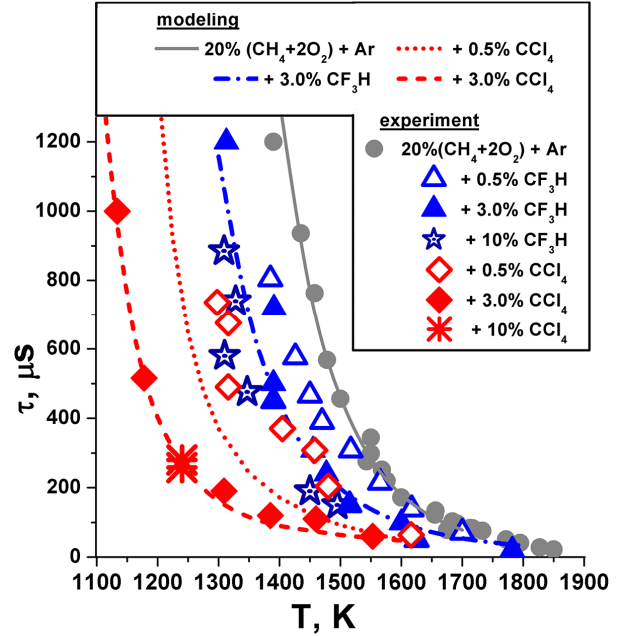 modeling
20% (CH₄+2O₂) + Ar
+ 0.5% CCl₄
+ 3.0% CF₃H
+ 3.0% CCl₄
experiment
20%(CH₄+2O₂) + Ar
+ 0.5% CF₃H
+ 3.0% CF₃H
+ 10% CF₃H
+ 0.5% CCl₄
+ 3.0% CCl₄
+ 10% CCl₄
1200
1000
800
600
400
200
0
τ, μs
1100 1200 1300 1400 1500 1600 1700 1800 1900
T, K